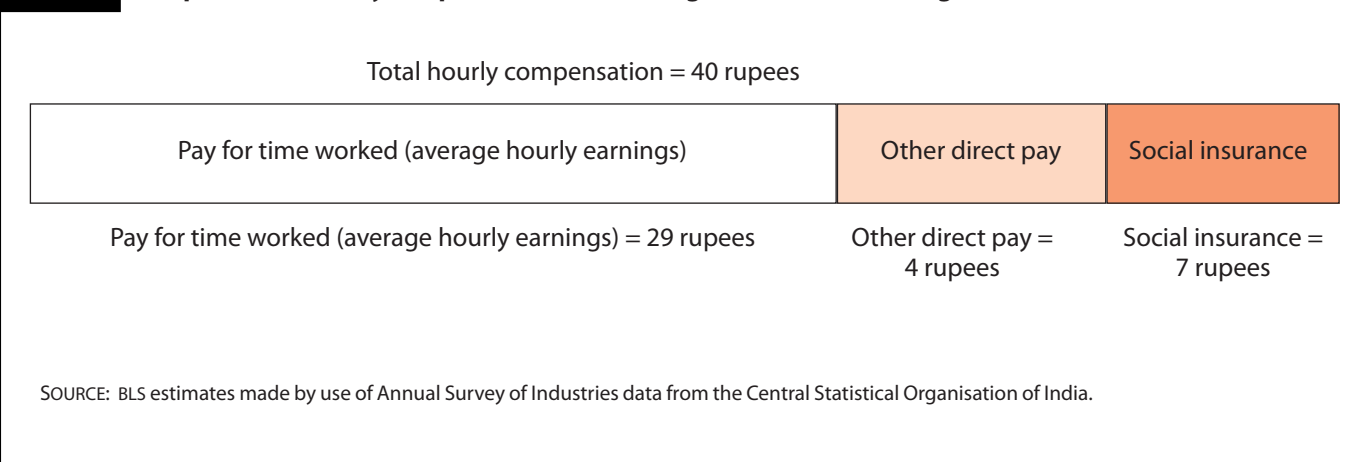 Total hourly compensation = 40 rupees
Pay for time worked (average hourly earnings)
Other direct pay
Social insurance
Pay for time worked (average hourly earnings) = 29 rupees
Other direct pay =
4 rupees
Social insurance =
7 rupees
SOURCE: BLS estimates made by use of Annual Survey of Industries data from the Central Statistical Organisation of India.